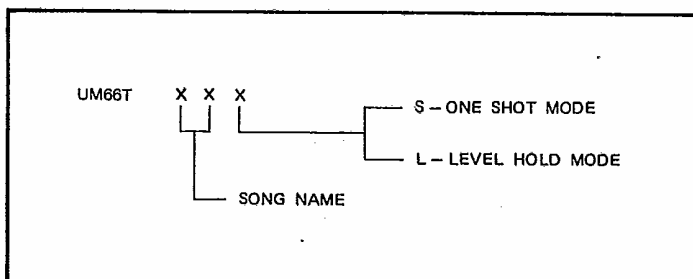 UM66T X X X
S – ONE SHOT MODE
L – LEVEL HOLD MODE
SONG NAME